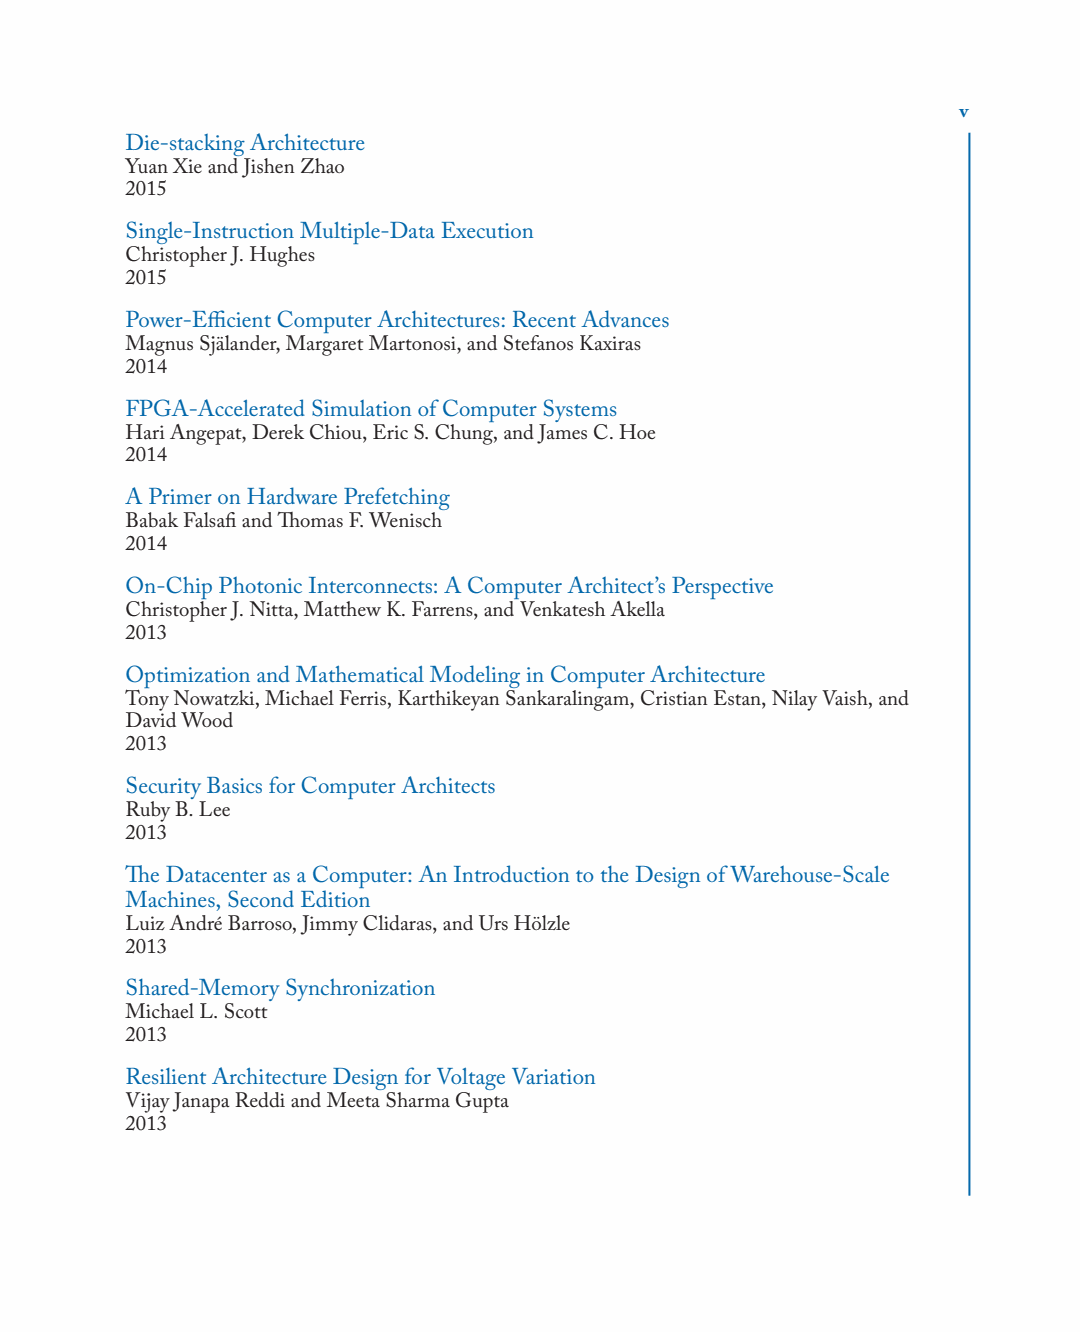 v
Die-stacking Architecture
Yuan Xie and Jishen Zhao
2015
Single-Instruction Multiple-Data Execution
Christopher J. Hughes
2015
Power-Efficient Computer Architectures: Recent Advances
Magnus Själander, Margaret Martonosi, and Stefanos Kaxiras
2014
FPGA-Accelerated Simulation of Computer Systems
Hari Angepat, Derek Chiou, Eric S. Chung, and James C. Hoe
2014
A Primer on Hardware Prefetching
Babak Falsafi and Thomas F. Wenisch
2014
On-Chip Photonic Interconnects: A Computer Architect’s Perspective
Christopher J. Nitta, Matthew K. Farrens, and Venkatesh Akella
2013
Optimization and Mathematical Modeling in Computer Architecture
Tony Nowatzki, Michael Ferris, Karthikeyan Sankaralingam, Cristian Estan, Nilay Vaish, and
David Wood
2013
Security Basics for Computer Architects
Ruby B. Lee
2013
The Datacenter as a Computer: An Introduction to the Design of Warehouse-Scale
Machines, Second Edition
Luiz André Barroso, Jimmy Clidaras, and Urs Hölzle
2013
Shared-Memory Synchronization
Michael L. Scott
2013
Resilient Architecture Design for Voltage Variation
Vijay Janapa Reddi and Meeta Sharma Gupta
2013